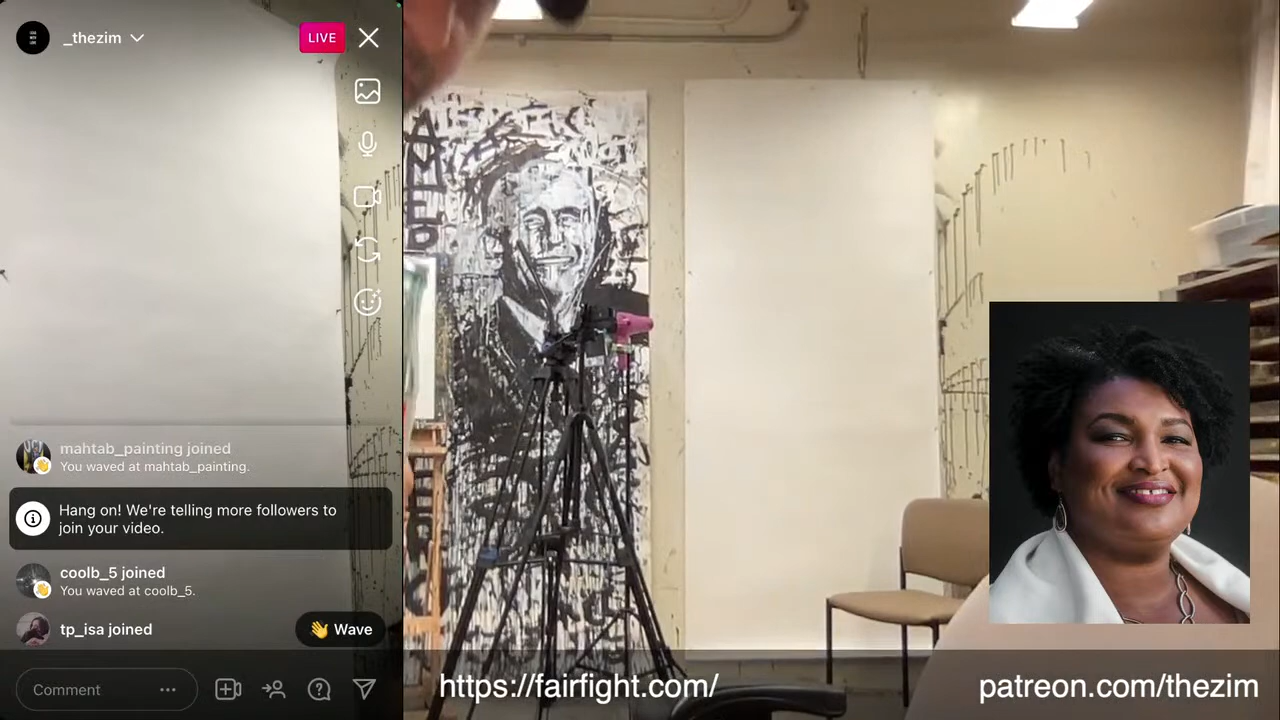 _thezim
LIVE
mahtab_painting joined
You waved at mahtab_painting.
Hang on! We're telling more followers to
join your video.
coolb_5 joined
You waved at coolb_5.
tp_isa joined
👋 Wave
Comment
https://fairfight.com/
patreon.com/thezim